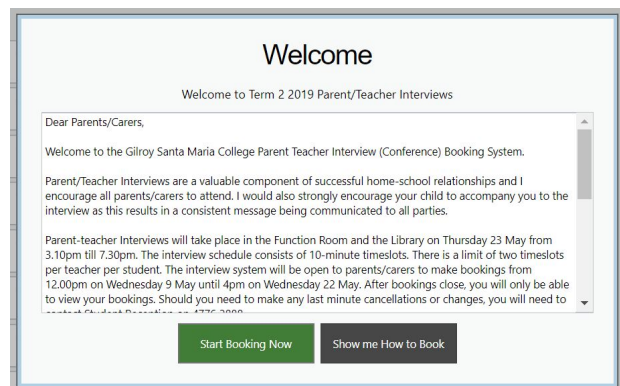 Welcome
Welcome to Term 2 2019 Parent/Teacher Interviews
Dear Parents/Carers,
Welcome to the Gilroy Santa Maria College Parent Teacher Interview (Conference) Booking System.
Parent/Teacher Interviews are a valuable component of successful home-school relationships and I
encourage all parents/carers to attend. I would also strongly encourage your child to accompany you to the
interview as this results in a consistent message being communicated to all parties.
Parent-teacher Interviews will take place in the Function Room and the Library on Thursday 23 May from
3.10pm till 7.30pm. The interview schedule consists of 10-minute timeslots. There is a limit of two timeslots
per teacher per student. The interview system will be open to parents/carers to make bookings from
12.00pm on Wednesday 9 May until 4pm on Wednesday 22 May. After bookings close, you will only be able
to view your bookings. Should you need to make any last minute cancellations or changes, you will need to
contact Student Reception on
Start Booking Now
Show me How to Book